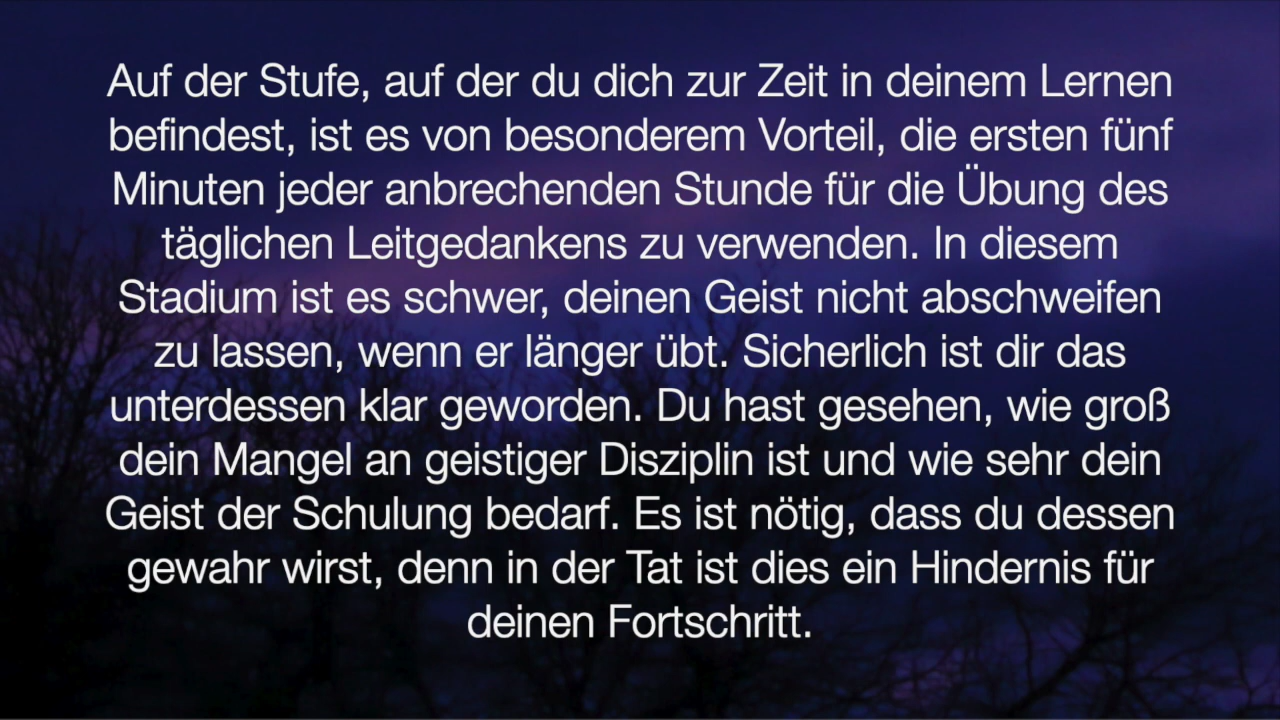 Auf der Stufe, auf der du dich zur Zeit in deinem Lernen
befindest, ist es von besonderem Vorteil, die ersten fünf
Minuten jeder anbrechenden Stunde für die Übung des
täglichen Leitgedankens zu verwenden. In diesem
Stadium ist es schwer, deinen Geist nicht abschweifen
zu lassen, wenn er länger übt. Sicherlich ist dir das
unterdessen klar geworden. Du hast gesehen, wie groß
dein Mangel an geistiger Disziplin ist und wie sehr dein
Geist der Schulung bedarf. Es ist nötig, dass du dessen
gewahr wirst, denn in der Tat ist dies ein Hindernis für
deinen Fortschritt.